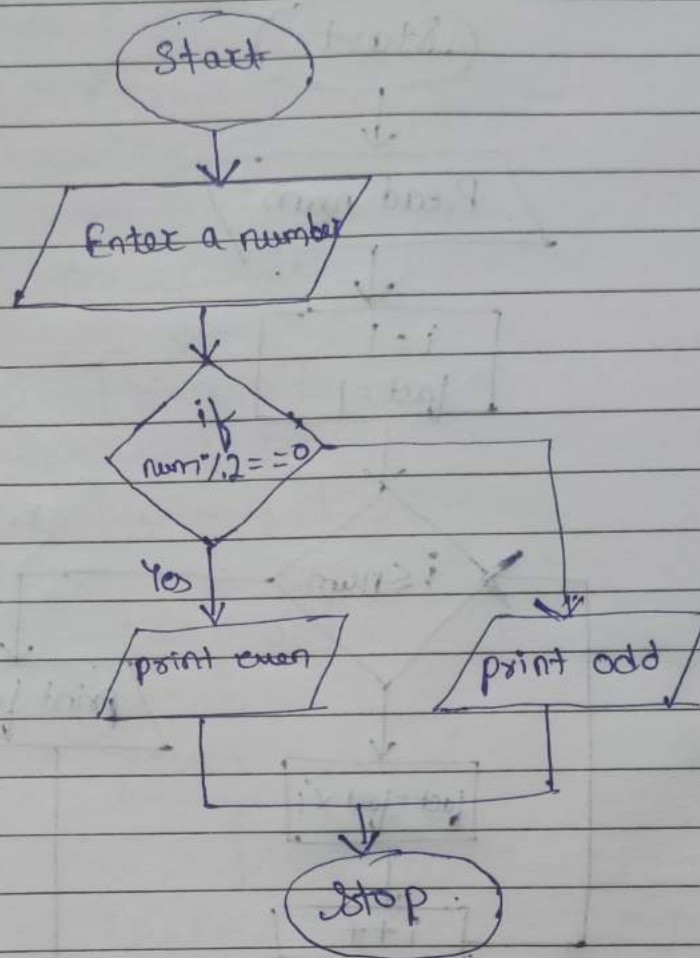 Start
Enter a number
if
num%2==0
Yes
print even
print odd
Stop